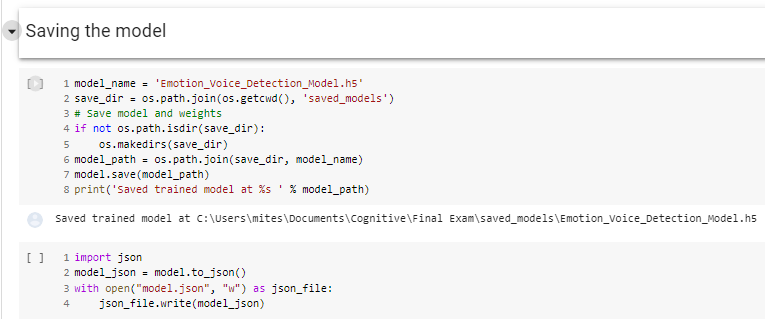 Saving the model
[ ] 1 model_name = 'Emotion_Voice_Detection_Model.h5'
2 save_dir = os.path.join(os.getcwd(), 'saved_models')
3 # Save model and weights
4 if not os.path.isdir(save_dir):
5     os.makedirs(save_dir)
6 model_path = os.path.join(save_dir, model_name)
7 model.save(model_path)
8 print('Saved trained model at %s ' % model_path)
Saved trained model at C:\Users\mites\Documents\Cognitive\Final Exam\saved_models\Emotion_Voice_Detection_Model.h5
[ ] 1 import json
2 model_json = model.to_json()
3 with open("model.json", "w") as json_file:
4     json_file.write(model_json)